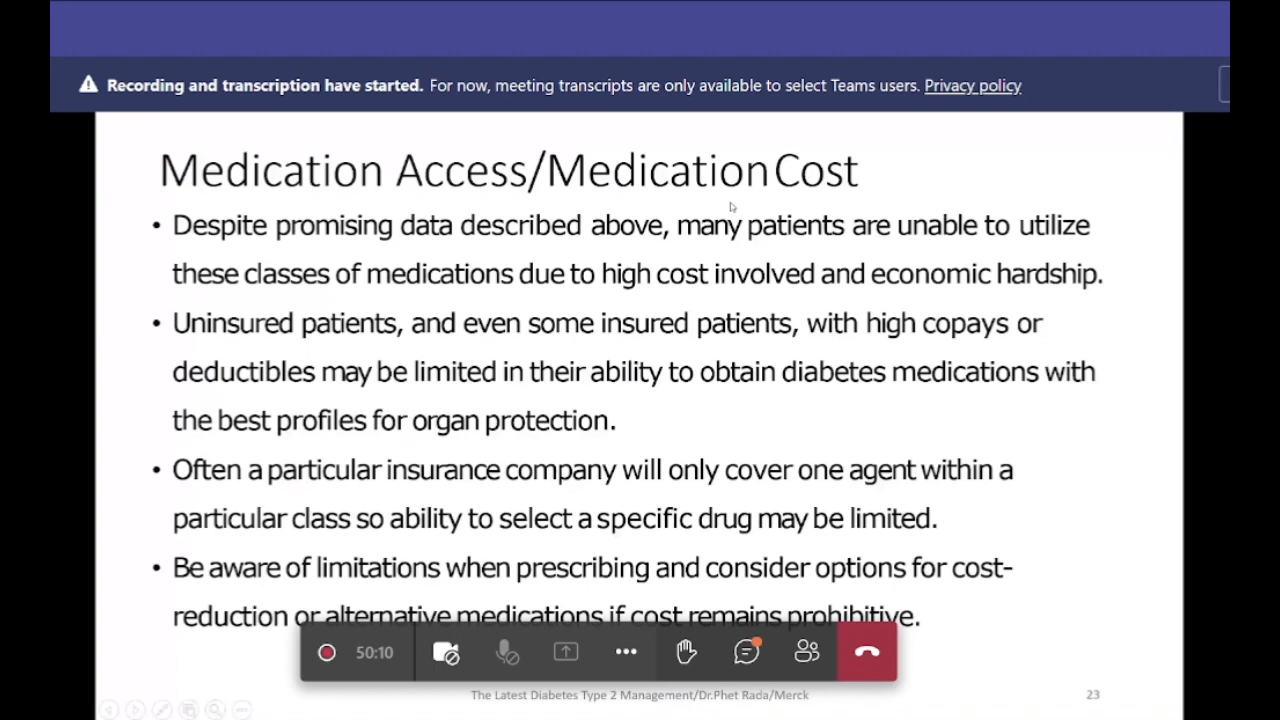 Recording and transcription have started. For now, meeting transcripts are only available to select Teams users. Privacy policy
Medication Access/Medication Cost
• Despite promising data described above, many patients are unable to utilize
these classes of medications due to high cost involved and economic hardship.
• Uninsured patients, and even some insured patients, with high copays or
deductibles may be limited in their ability to obtain diabetes medications with
the best profiles for organ protection.
• Often a particular insurance company will only cover one agent within a
particular class so ability to select a specific drug may be limited.
• Be aware of limitations when prescribing and consider options for cost-
reduction or alternative medications if cost remains prohibitive.
50:10
The Latest Diabetes Type 2 Management/Dr.Phet Rada/Merck
23